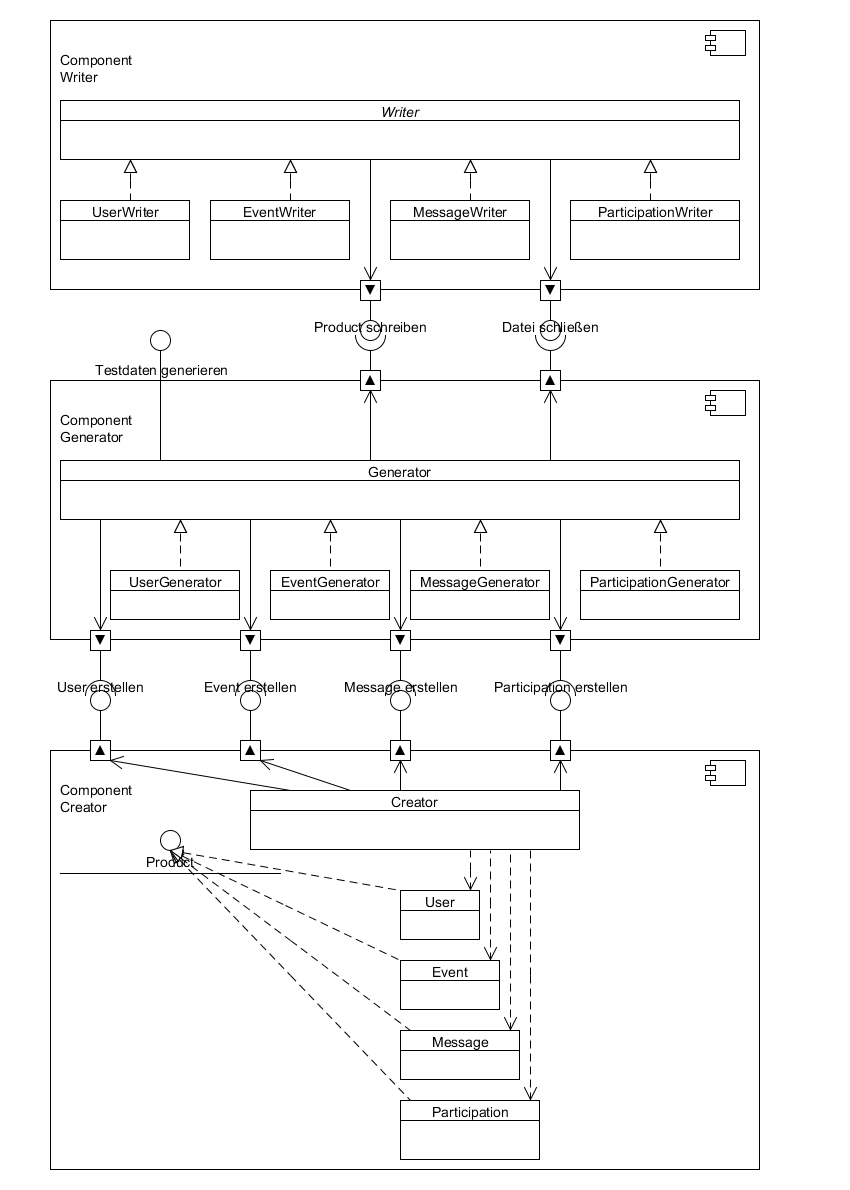 Component
Writer
Writer
UserWriter
EventWriter
MessageWriter
ParticipationWriter
Product schreiben
Datei schließen
Testdaten generieren
Component
Generator
Generator
UserGenerator
EventGenerator
MessageGenerator
ParticipationGenerator
User erstellen
Event erstellen
Message erstellen
Participation erstellen
Component
Creator
Creator
Product
User
Event
Message
Participation